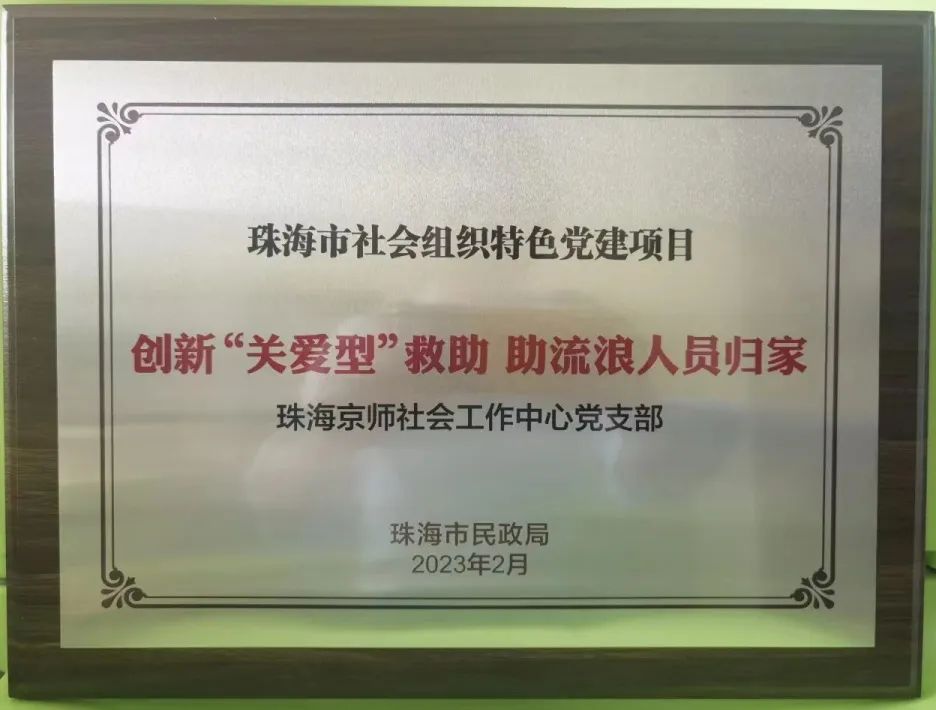 珠海市社会组织特色党建项目
创新“关爱型”救助 助流浪人员归家
珠海京师社会工作中心党支部
珠海市民政局
2023年2月